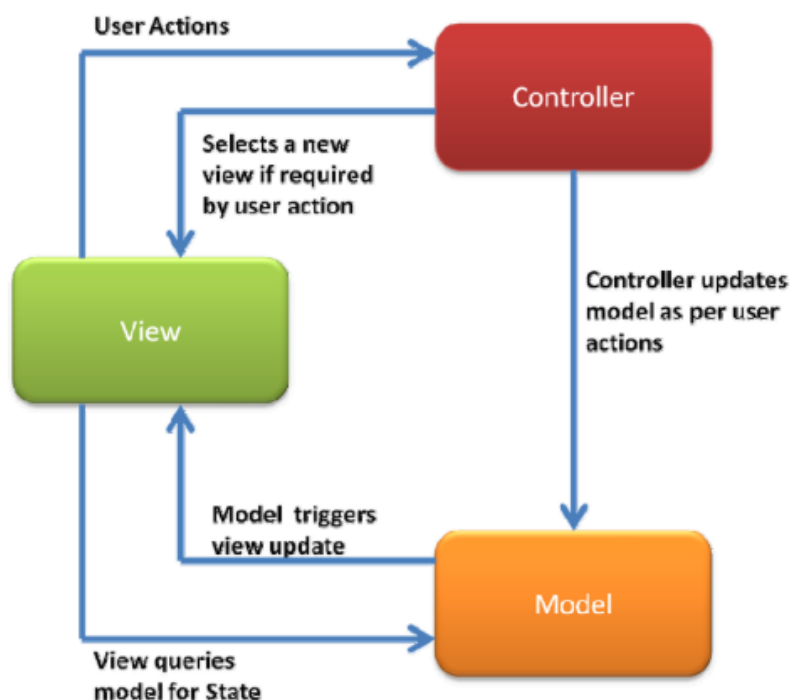 User Actions
Controller
Selects a new
view if required
by user action
Controller updates
model as per user
actions
View
Model triggers
view update
Model
View queries
model for State